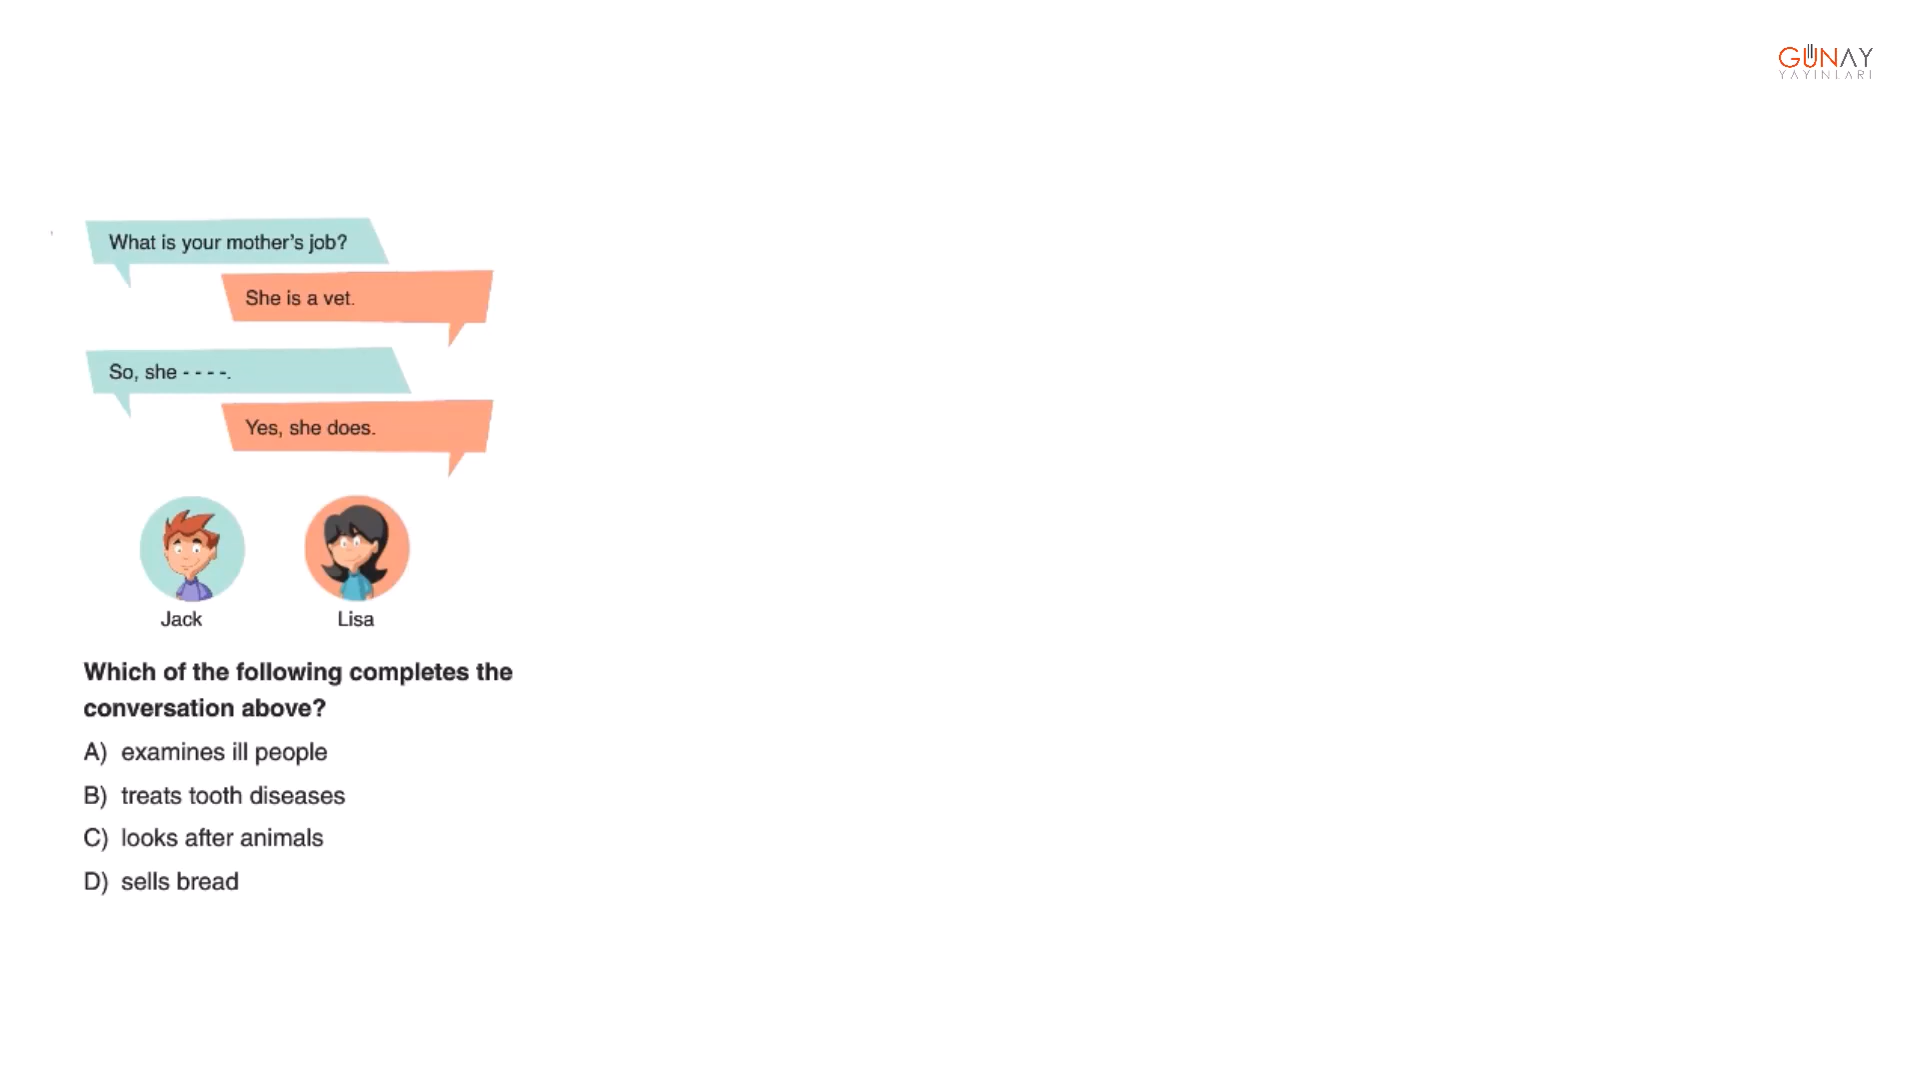 GÜNAY
YAYINLARI
What is your mother's job?
She is a vet.
So, she - - - -.
Yes, she does.
Jack
Lisa
Which of the following completes the
conversation above?
A) examines ill people
B) treats tooth diseases
C) looks after animals
D) sells bread